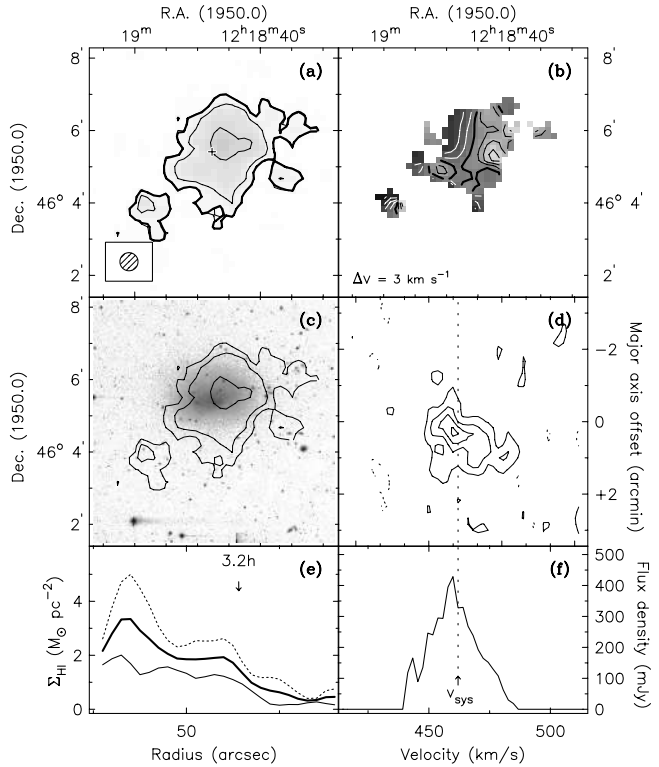 R.A. (1950.0) R.A. (1950.0)
19m 12h18m40s 19m 12h18m40s
8' (a) (b) 8'
Dec. (1950.0) 6' 6' Dec. (1950.0)
46° 4' 46° 4'
2' ΔV = 3 km s−1 2'
8' (c) (d)
Dec. (1950.0) 6' −2 Major axis offset (arcmin)
46° 4' 0
2' +2
(e) 3.2h (f) 500
ΣHI (M⊙ pc−2) 4 400 Flux density (mJy)
300
2 200
Vsys 100
0 0
50 450 500
Radius (arcsec) Velocity (km/s)